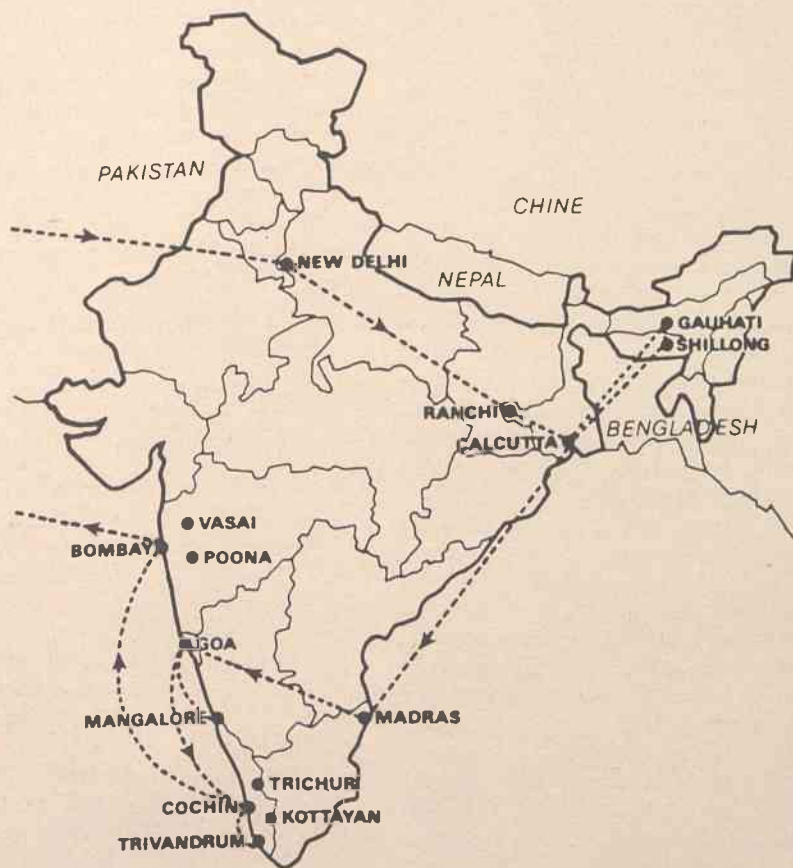 PAKISTAN
CHINE
NEW DELHI
NEPAL
GAUHATI
SHILLONG
RANCHI
CALCUTTA
BENGLADESH
VASAI
BOMBAY
POONA
GOA
MANGALORE
MADRAS
TRICHURI
COCHIN
KOTTAYAN
TRIVANDRUM